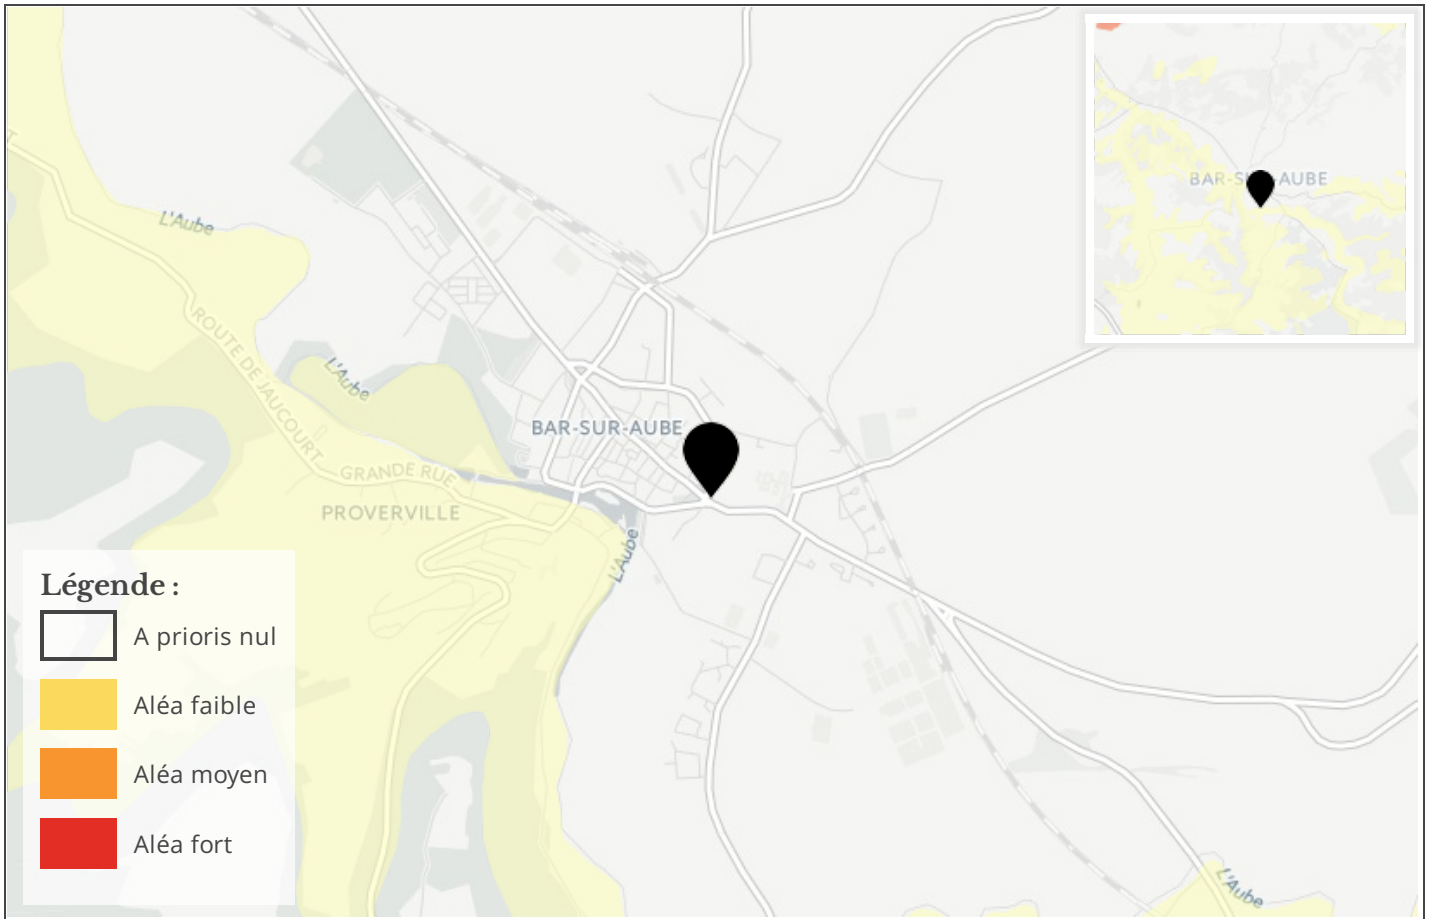 T
L'Aube
ROUTE DE JAUCOURT
L'Aube
BAR-SUR-AUBE
GRANDE RUE
PROVERVILLE
L'Aube
L'Aube
BAR-SUR-AUBE
Légende :
A prioris nul
Aléa faible
Aléa moyen
Aléa fort